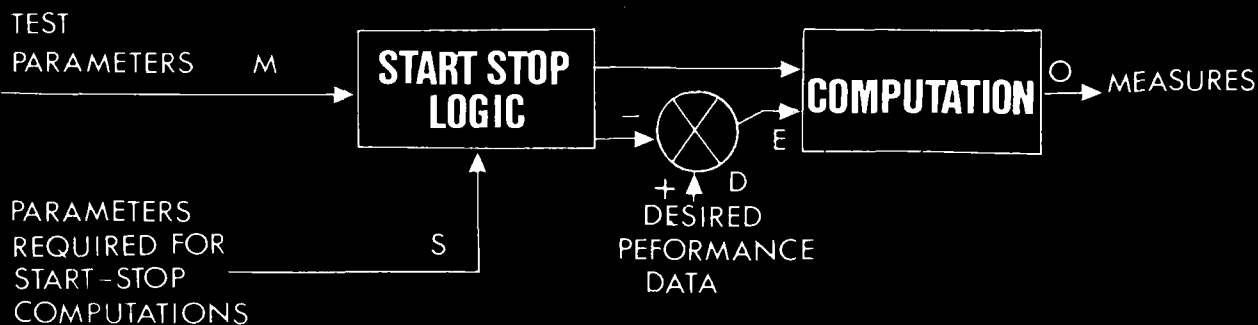 TEST
PARAMETERS M
START STOP
LOGIC
COMPUTATION
O
MEASURES
−
E
+
D
DESIRED
PEFORMANCE
DATA
PARAMETERS
REQUIRED FOR
START-STOP
COMPUTATIONS
S